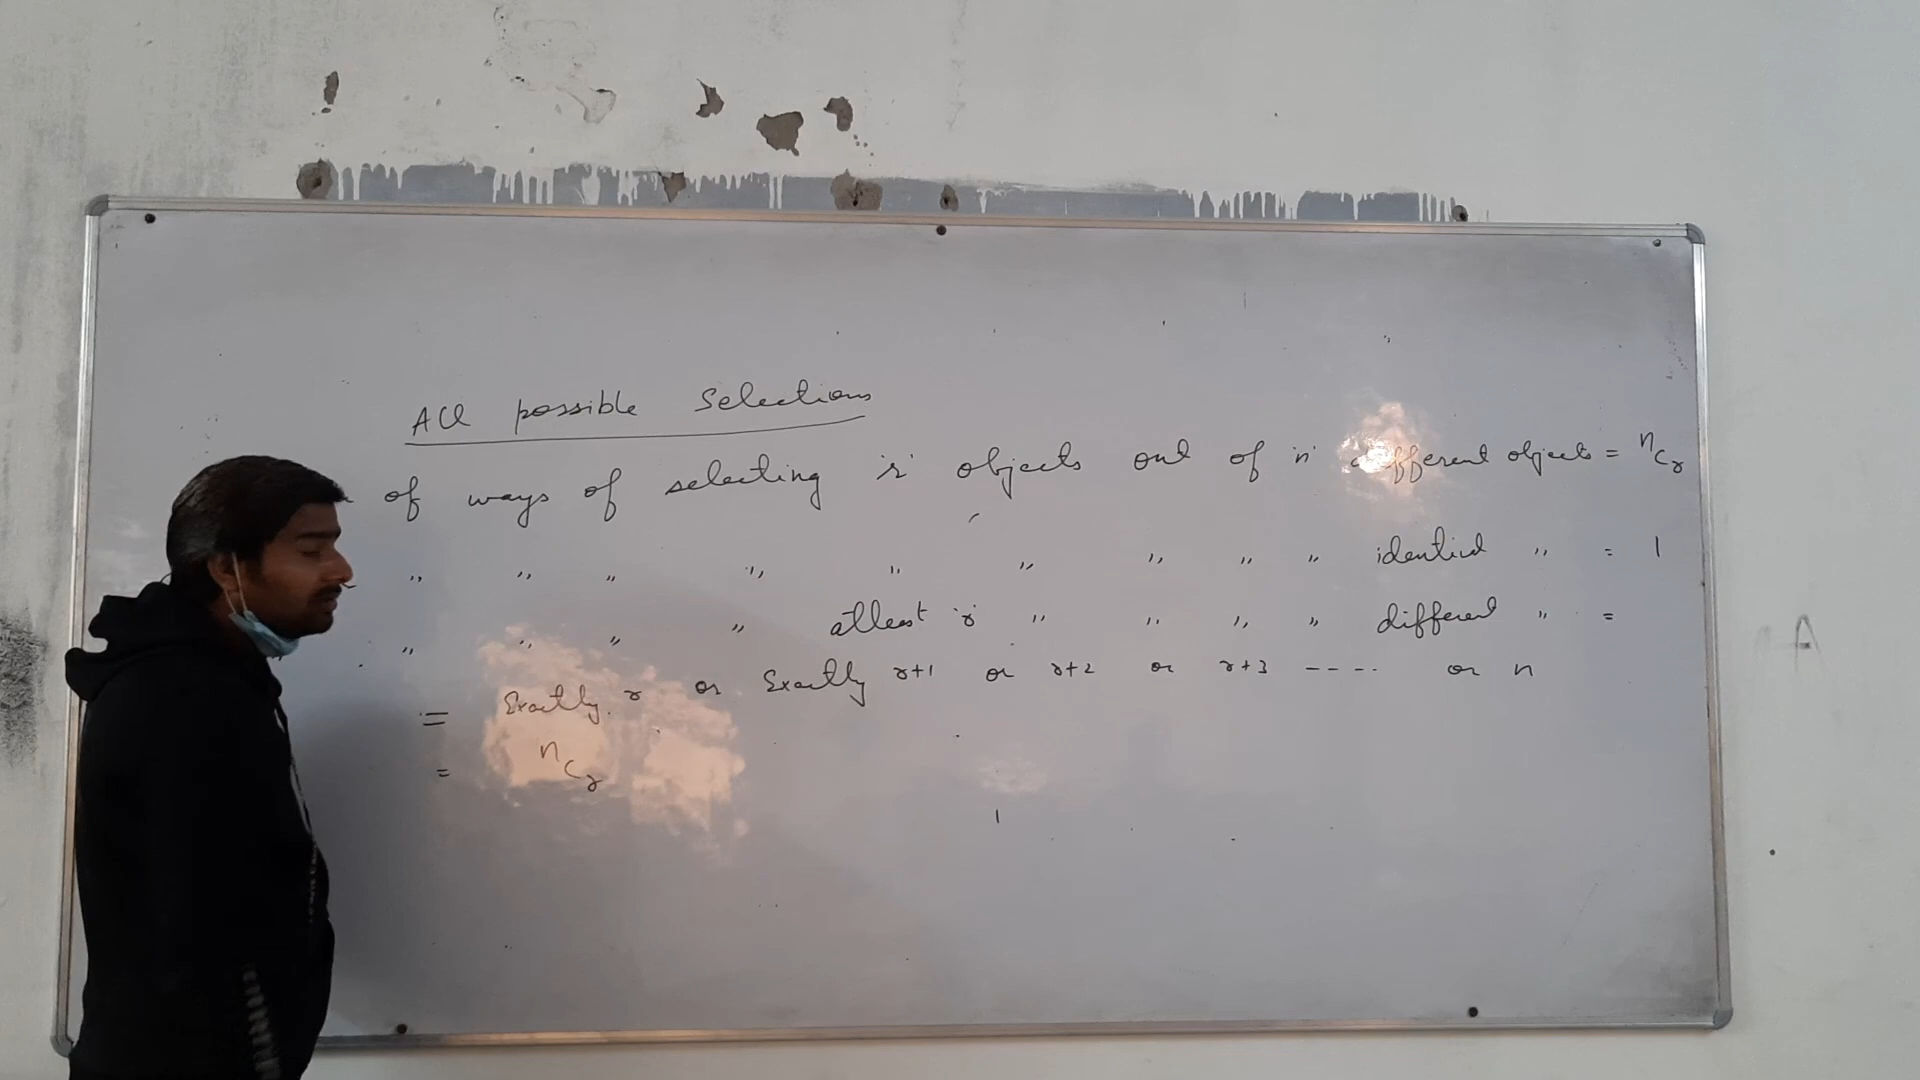 All possible Selections
of ways of selecting 'r' objects out of 'n' different objects = nCr
" " " " " " " " " identical " = 1
" " " " atleast 'r' " " " " different " =
= Exactly r or Exactly r+1 or r+2 or r+3 ---- or n
= nCr
A